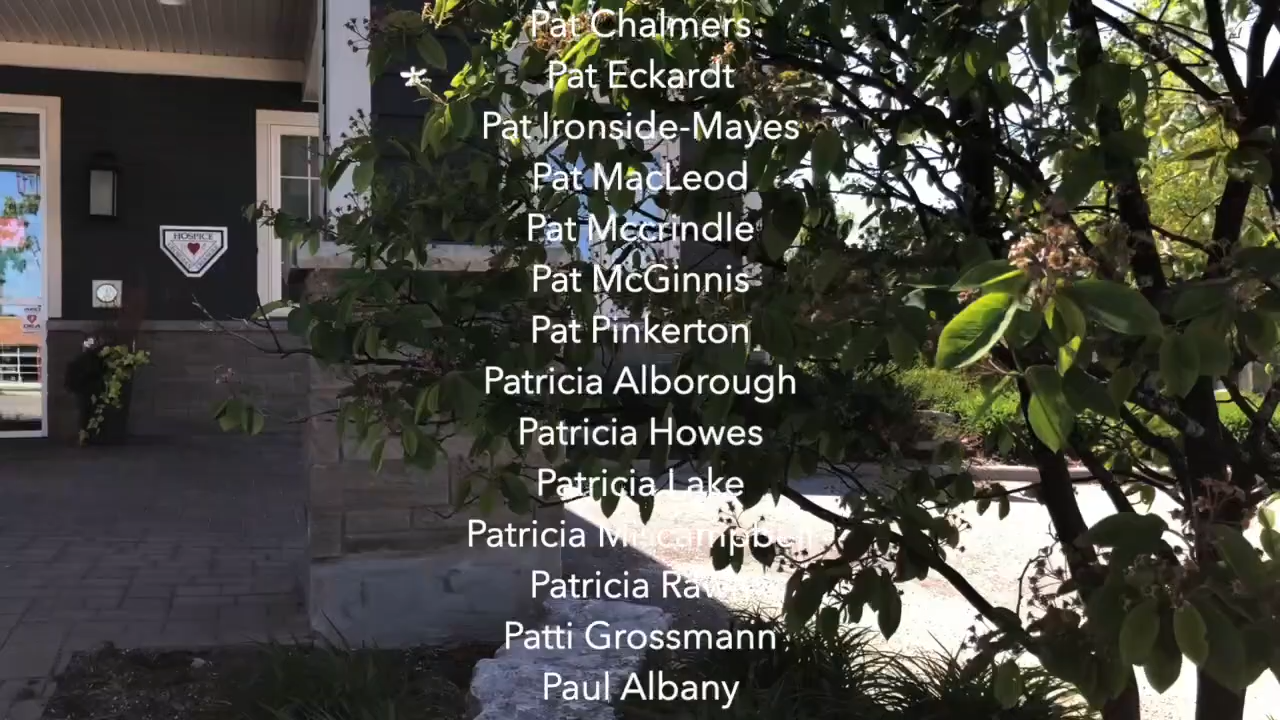 Pat Chalmers
Pat Eckardt
Pat Ironside-Mayes
Pat MacLeod
Pat Mccrindle
Pat McGinnis
Pat Pinkerton
Patricia Alborough
Patricia Howes
Patricia Lake
Patricia Miscampbell
Patricia
Patti Grossmann
Paul Albany
HOSPICE